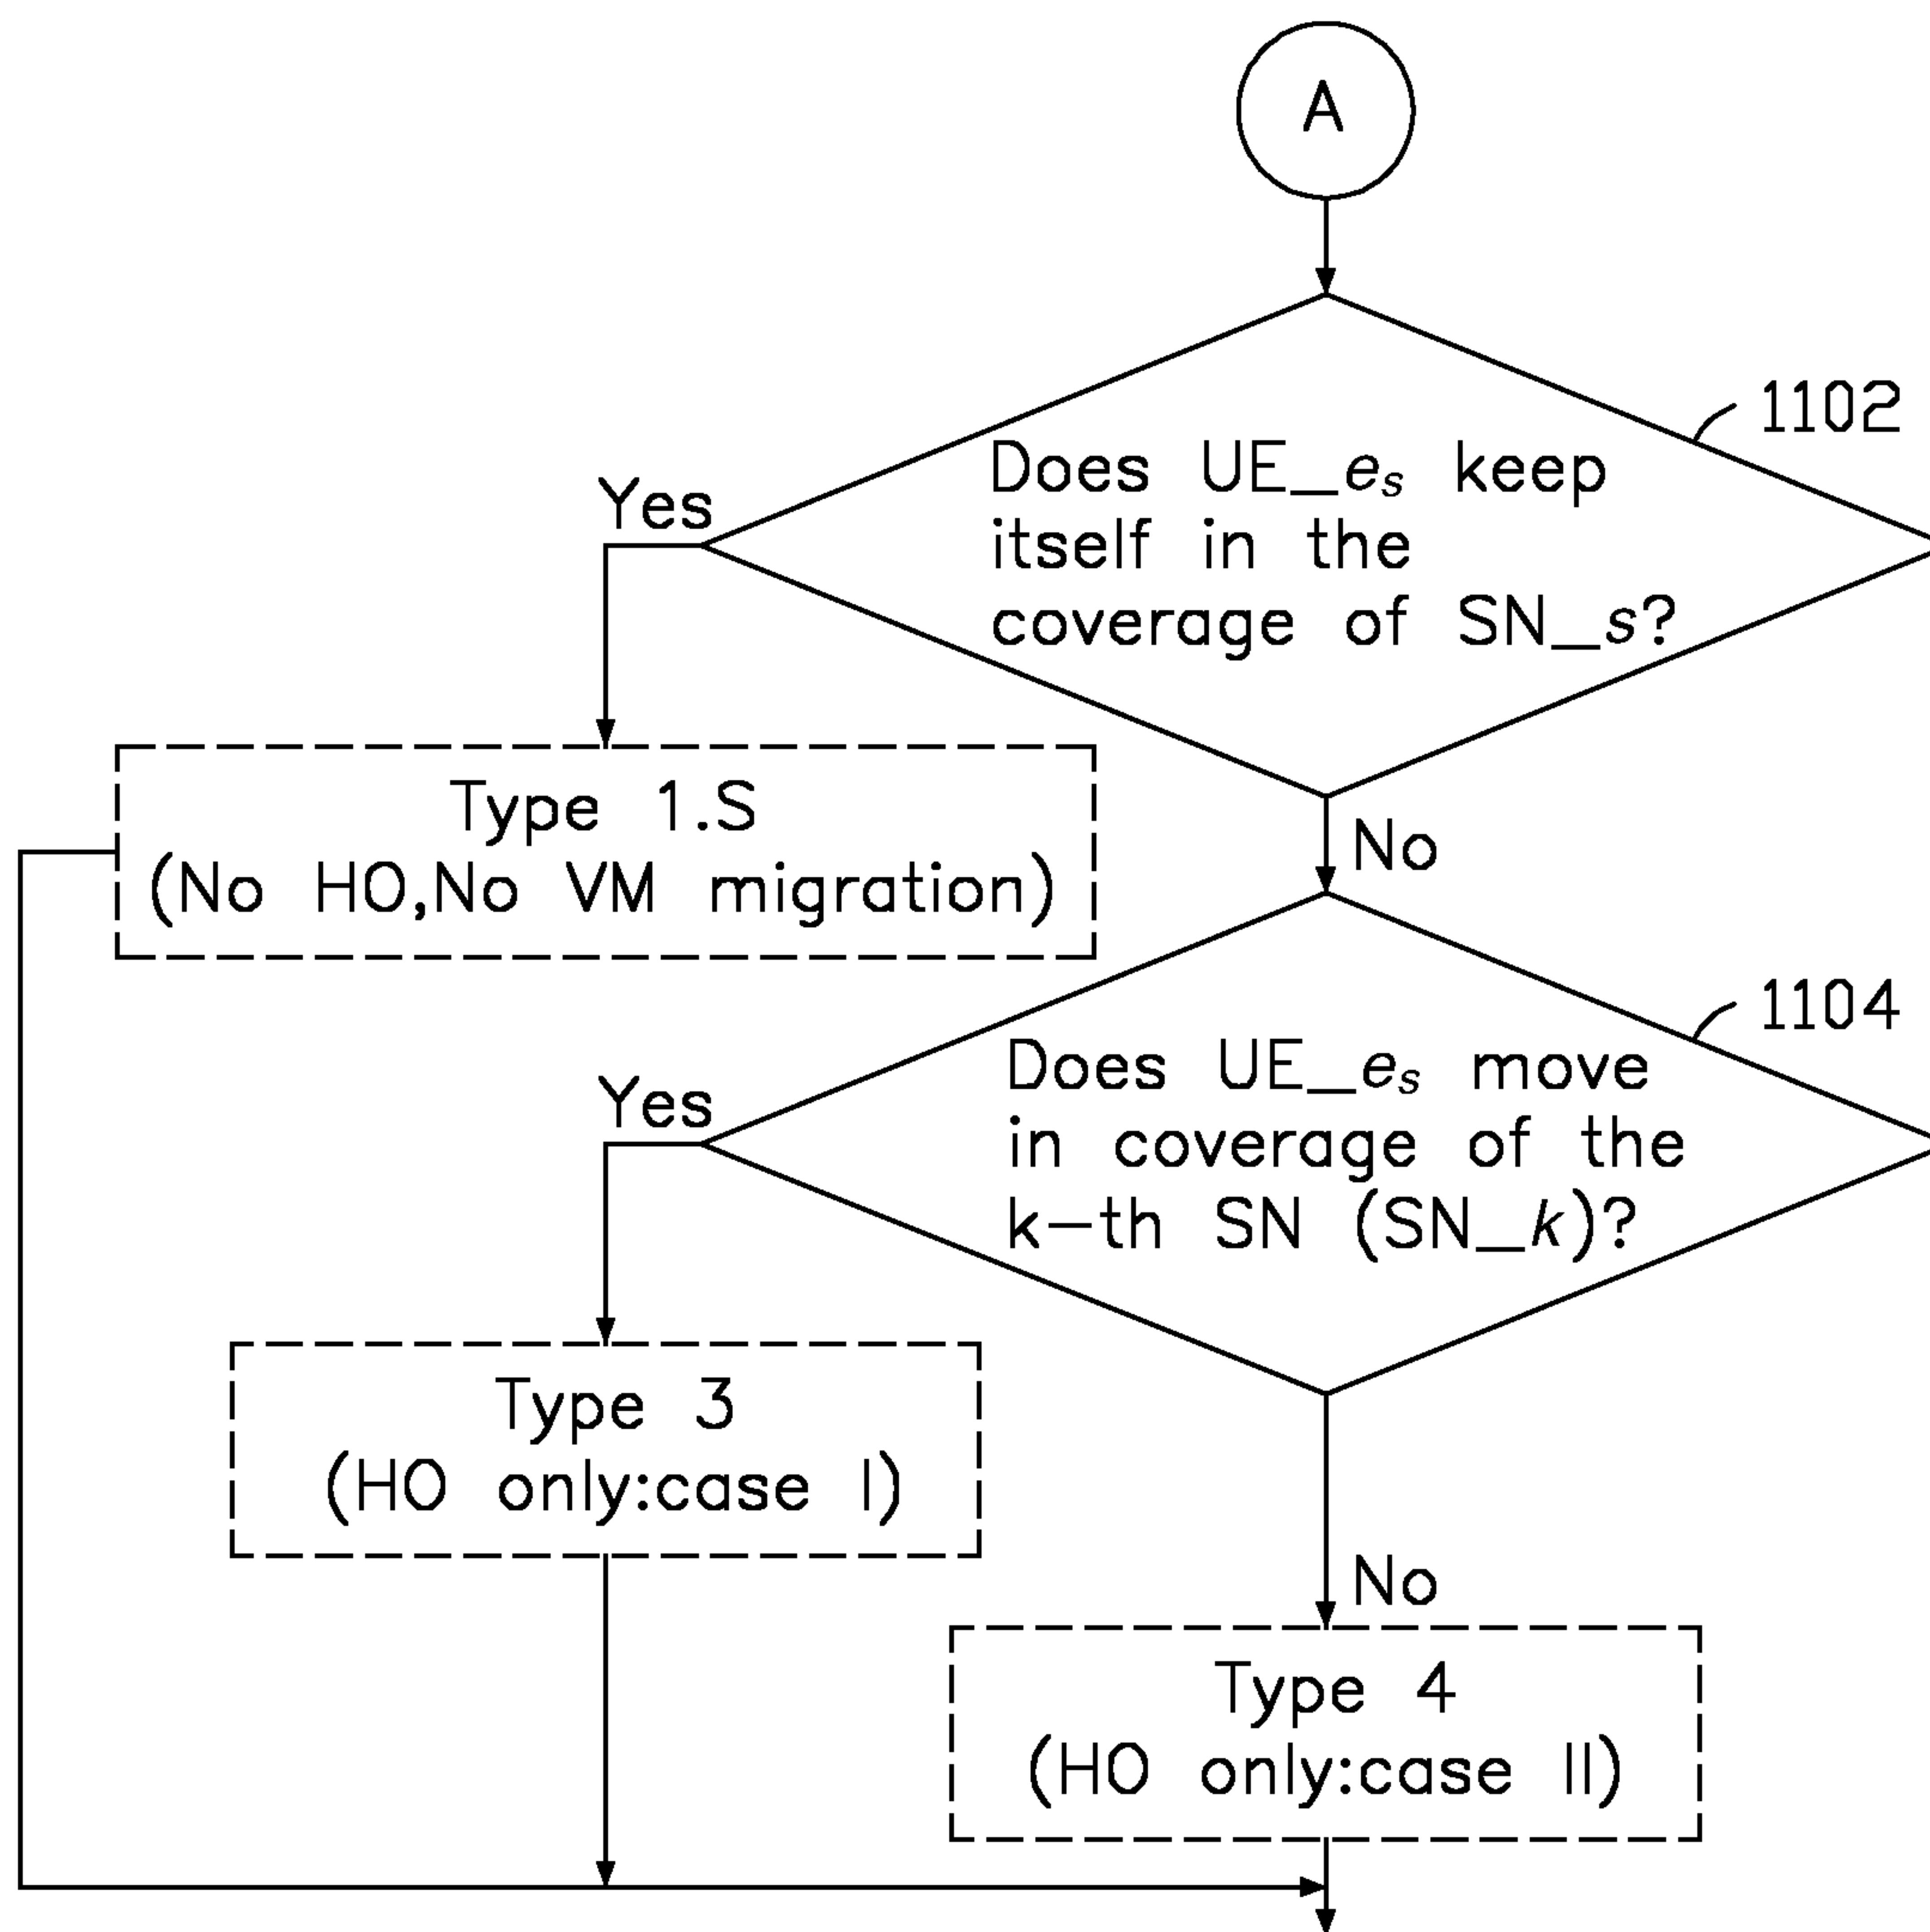 A
1102
Does UE_e_s keep
itself in the
coverage of SN_s?
Yes
No
Type 1.S
(No HO,No VM migration)
1104
Does UE_e_s move
in coverage of the
k-th SN (SN_k)?
Yes
No
Type 3
(HO only:case I)
Type 4
(HO only:case II)